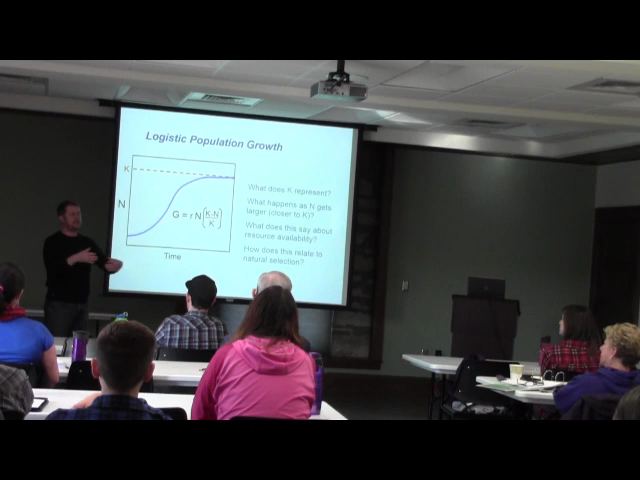 Logistic Population Growth
K
N
G = r N (K-N
K)
Time
What does K represent?
What happens as N gets
larger (closer to K)?
What does this say about
resource availability?
How does this relate to
natural selection?